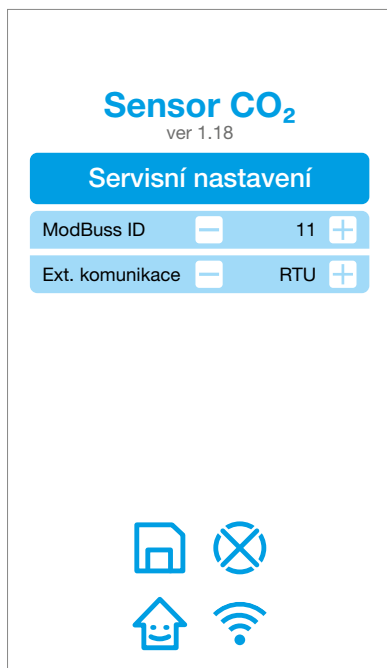 Sensor CO₂
ver 1.18
Servisní nastavení
ModBuss ID − 11 +
Ext. komunikace − RTU +